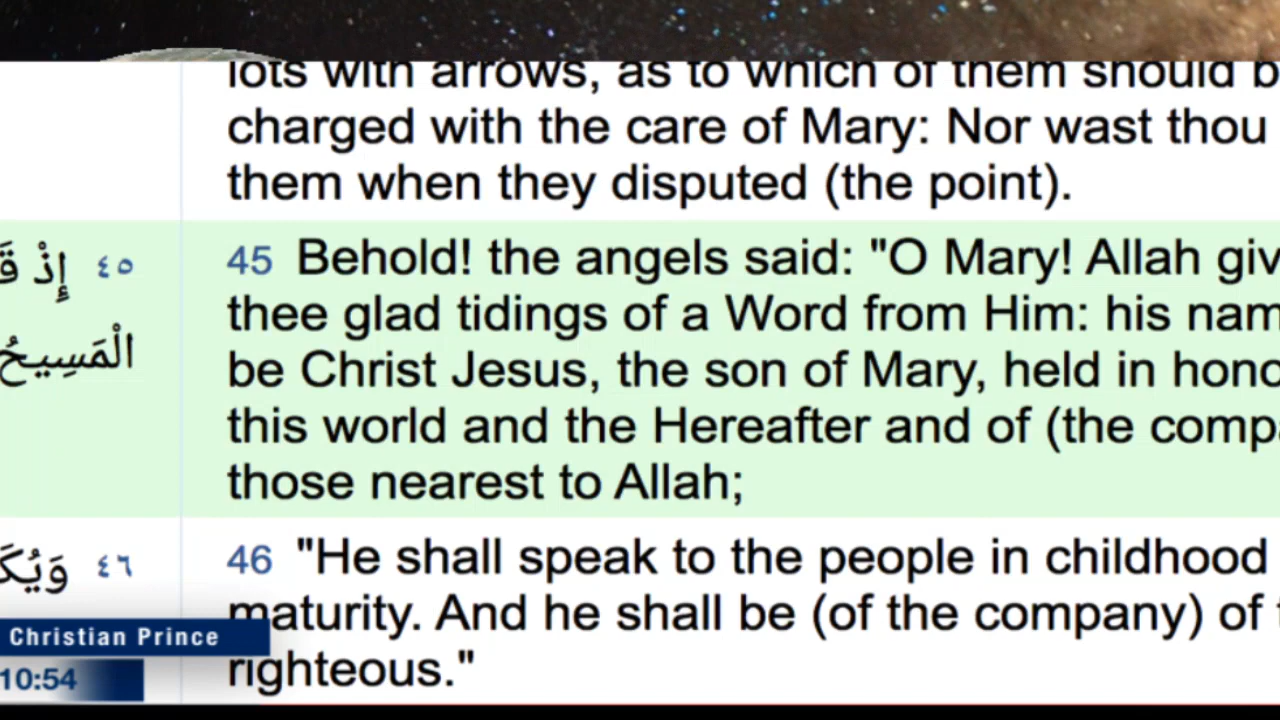 lots with arrows, as to which of them should b
charged with the care of Mary: Nor wast thou
them when they disputed (the point).
٤٥ إِذْ قَ
الْمَسِيحُ
45 Behold! the angels said: "O Mary! Allah giv
thee glad tidings of a Word from Him: his nam
be Christ Jesus, the son of Mary, held in hono
this world and the Hereafter and of (the compa
those nearest to Allah;
٤٦ وَيُكَ
46 "He shall speak to the people in childhood
maturity. And he shall be (of the company) of t
righteous."
Christian Prince
10:54